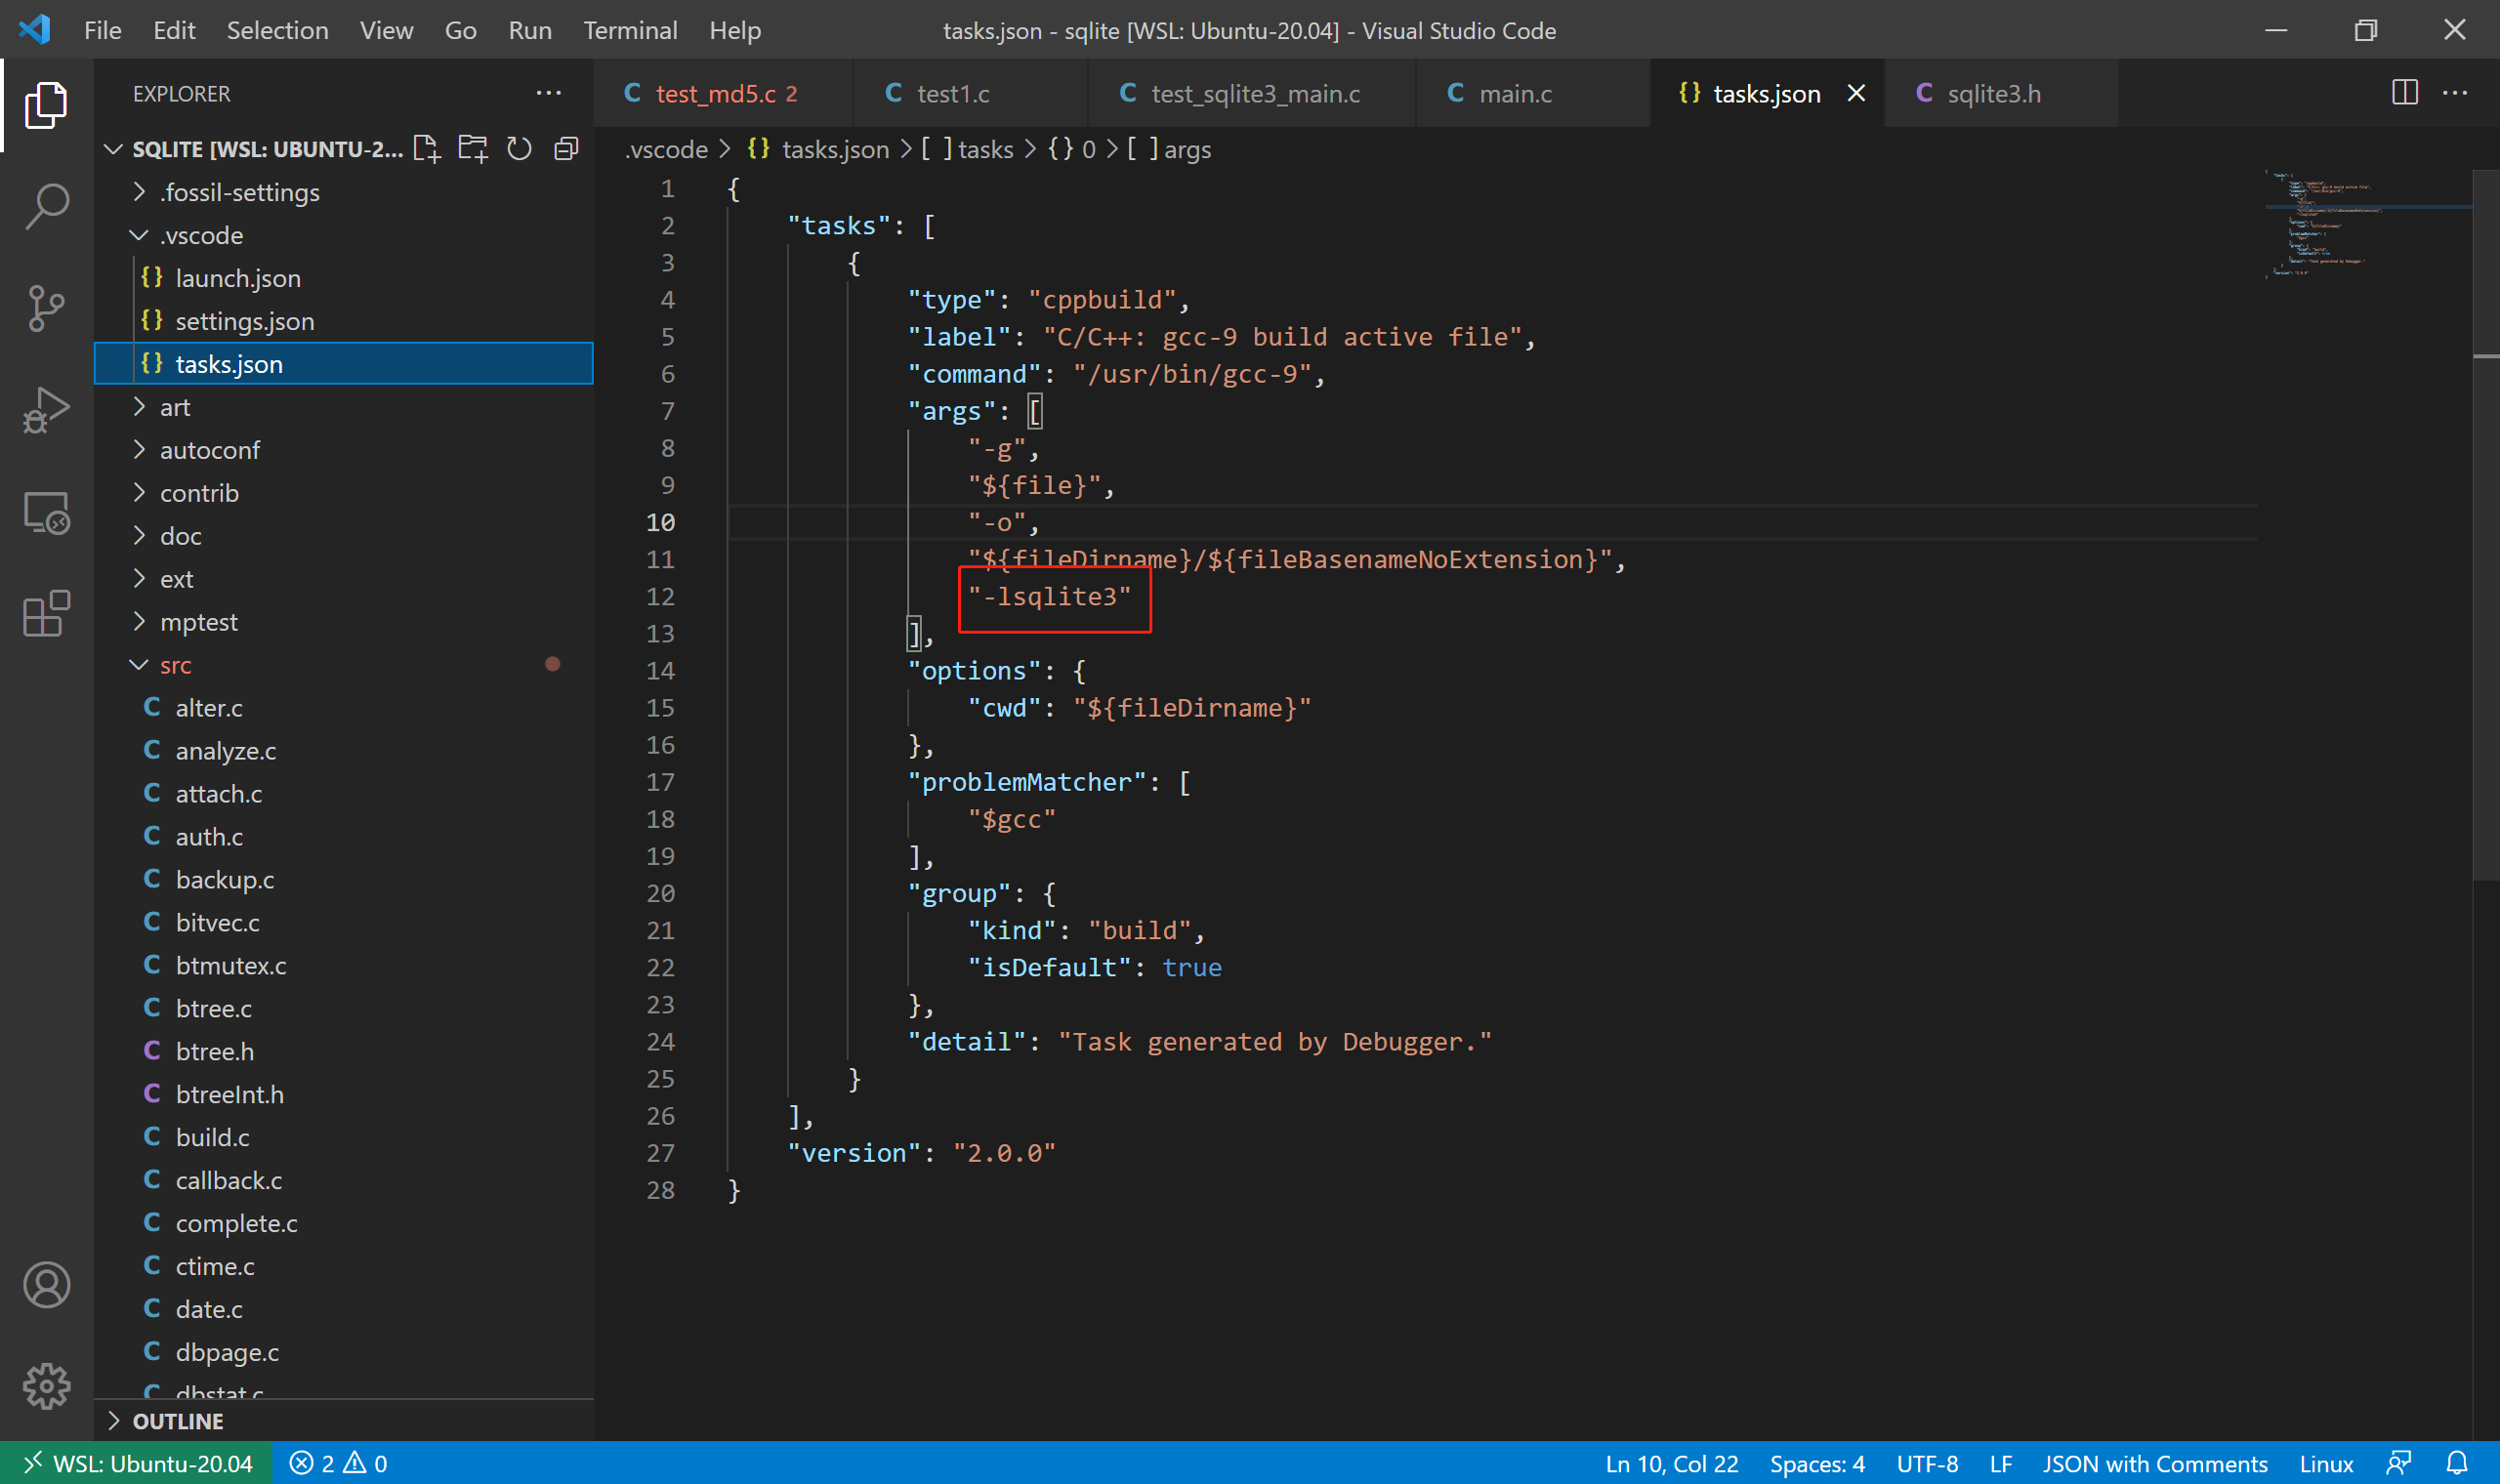 File Edit Selection View Go Run Terminal Help
tasks.json - sqlite [WSL: Ubuntu-20.04] - Visual Studio Code
EXPLORER
SQLITE [WSL: UBUNTU-2...
.fossil-settings
.vscode
{} launch.json
{} settings.json
{} tasks.json
art
autoconf
contrib
doc
ext
mptest
src
C alter.c
C analyze.c
C attach.c
C auth.c
C backup.c
C bitvec.c
C btmutex.c
C btree.c
C btree.h
C btreeInt.h
C build.c
C callback.c
C complete.c
C ctime.c
C date.c
C dbpage.c
C dbstat.c
OUTLINE
C test_md5.c 2
C test1.c
C test_sqlite3_main.c
C main.c
{} tasks.json
C sqlite3.h
.vscode > {} tasks.json > [ ] tasks > {} 0 > [ ] args
1 {
2 "tasks": [
3 {
4 "type": "cppbuild",
5 "label": "C/C++: gcc-9 build active file",
6 "command": "/usr/bin/gcc-9",
7 "args": [
8 "-g",
9 "${file}",
10 "-o",
11 "${fileDirname}/${fileBasenameNoExtension}",
12 "-lsqlite3"
13 ],
14 "options": {
15 "cwd": "${fileDirname}"
16 },
17 "problemMatcher": [
18 "$gcc"
19 ],
20 "group": {
21 "kind": "build",
22 "isDefault": true
23 },
24 "detail": "Task generated by Debugger."
25 }
26 ],
27 "version": "2.0.0"
28 }
WSL: Ubuntu-20.04
2 0
Ln 10, Col 22
Spaces: 4
UTF-8
LF
JSON with Comments
Linux